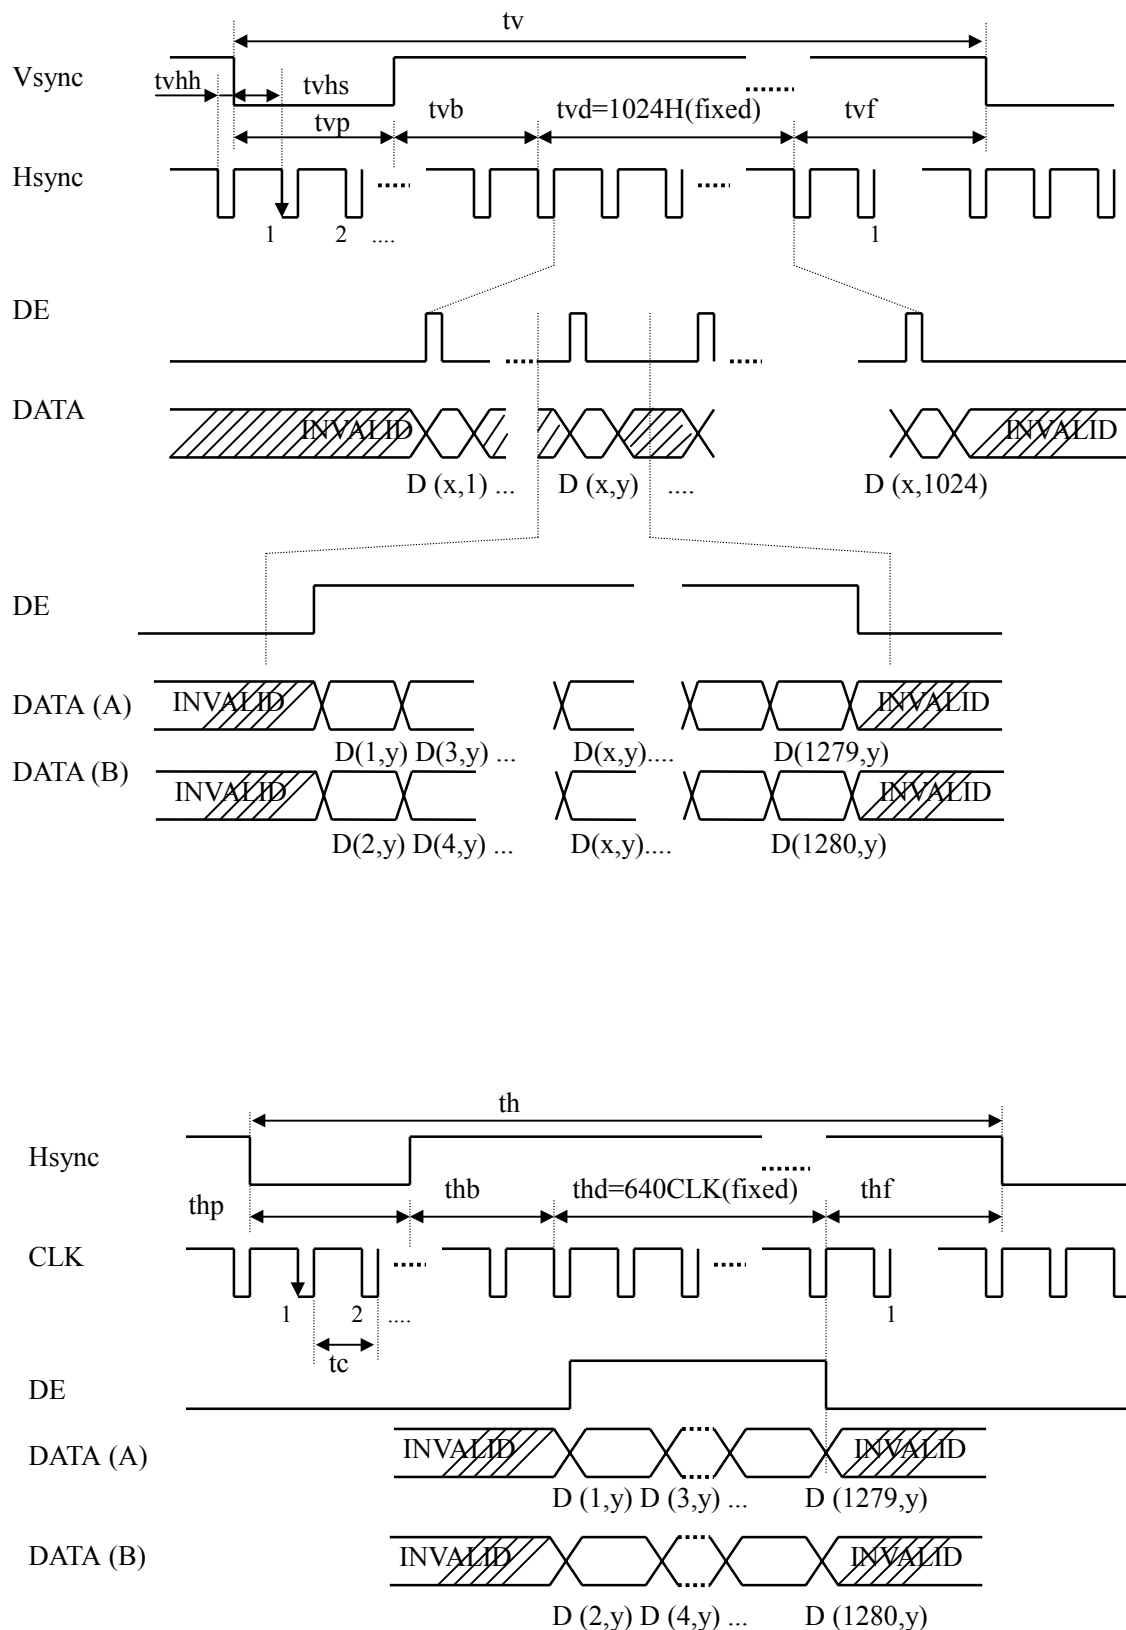 tv
Vsync
tvhh
tvhs
tvp
tvb
tvd=1024H(fixed)
tvf
Hsync
1 2 .... 1
DE
DATA
INVALID INVALID
D (x,1) ... D (x,y) .... D (x,1024)
DE
DATA (A)
INVALID INVALID
D(1,y) D(3,y) ... D(x,y).... D(1279,y)
DATA (B)
INVALID INVALID
D(2,y) D(4,y) ... D(x,y).... D(1280,y)
th
Hsync
thp
thb
thd=640CLK(fixed)
thf
CLK
1 2 .... 1
tc
DE
DATA (A)
INVALID INVALID
D (1,y) D (3,y) ... D (1279,y)
DATA (B)
INVALID INVALID
D (2,y) D (4,y) ... D (1280,y)